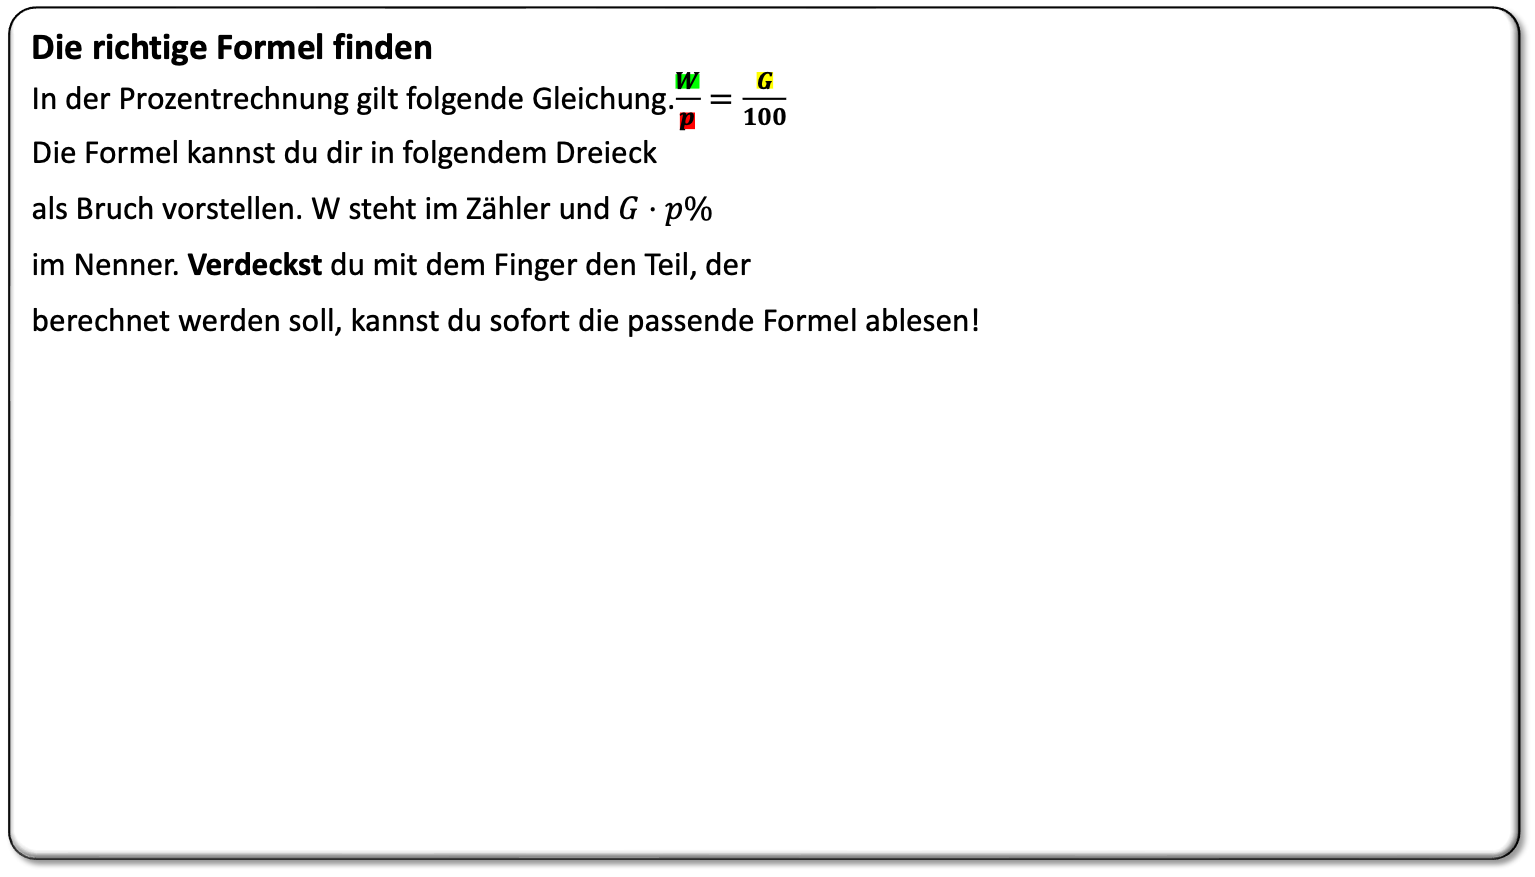 Die richtige Formel finden
In der Prozentrechnung gilt folgende Gleichung. W/p = G/100
Die Formel kannst du dir in folgendem Dreieck
als Bruch vorstellen. W steht im Zähler und G · p%
im Nenner. Verdeckst du mit dem Finger den Teil, der
berechnet werden soll, kannst du sofort die passende Formel ablesen!